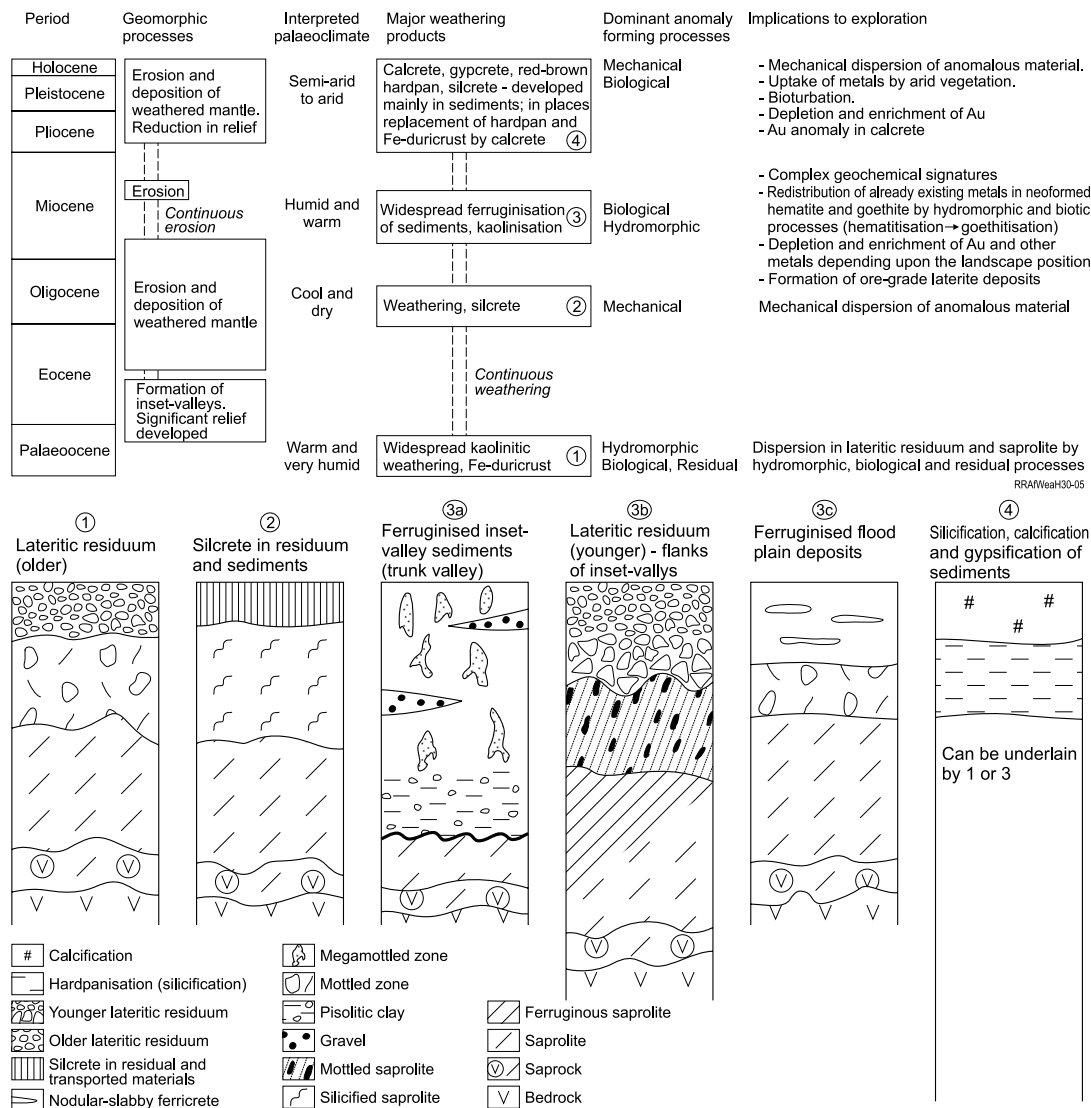 Period
Geomorphic
processes
Interpreted
palaeoclimate
Major weathering
products
Dominant anomaly
forming processes
Implications to exploration
Holocene
Pleistocene
Pliocene
Miocene
Oligocene
Eocene
Palaeoocene
Erosion and
deposition of
weathered mantle.
Reduction in relief
Erosion
Continuous
erosion
Erosion and
deposition of
weathered mantle
Formation of
inset-valleys.
Significant relief
developed
Semi-arid
to arid
Humid and
warm
Cool and
dry
Warm and
very humid
Calcrete, gypcrete, red-brown
hardpan, silcrete - developed
mainly in sediments; in places
replacement of hardpan and
Fe-duricrust by calcrete 4
Widespread ferruginisation
of sediments, kaolinisation 3
Weathering, silcrete 2
Continuous
weathering
Widespread kaolinitic
weathering, Fe-duricrust 1
Mechanical
Biological
Biological
Hydromorphic
Mechanical
Hydromorphic
Biological, Residual
- Mechanical dispersion of anomalous material.
- Uptake of metals by arid vegetation.
- Bioturbation.
- Depletion and enrichment of Au
- Au anomaly in calcrete
- Complex geochemical signatures
- Redistribution of already existing metals in neoformed
hematite and goethite by hydromorphic and biotic
processes (hematitisation→goethitisation)
- Depletion and enrichment of Au and other
metals depending upon the landscape position
- Formation of ore-grade laterite deposits
Mechanical dispersion of anomalous material
Dispersion in lateritic residuum and saprolite by
hydromorphic, biological and residual processes
RRAfWeaH30-05
1
Lateritic residuum
(older)
2
Silcrete in residuum
and sediments
3a
Ferruginised inset-
valley sediments
(trunk valley)
3b
Lateritic residuum
(younger) - flanks
of inset-vallys
3c
Ferruginised flood
plain deposits
4
Silicification, calcification
and gypsification of
sediments
# #
#
Can be underlain
by 1 or 3
V V
V V V
V V
V V V
V V
V V V
V V
V V V
V V
V V V
# Calcification
Hardpanisation (silicification)
Younger lateritic residuum
Older lateritic residuum
Silcrete in residual and
transported materials
Nodular-slabby ferricrete
Megamottled zone
Mottled zone
Pisolitic clay
Gravel
Mottled saprolite
Silicified saprolite
Ferruginous saprolite
Saprolite
V Saprock
V Bedrock